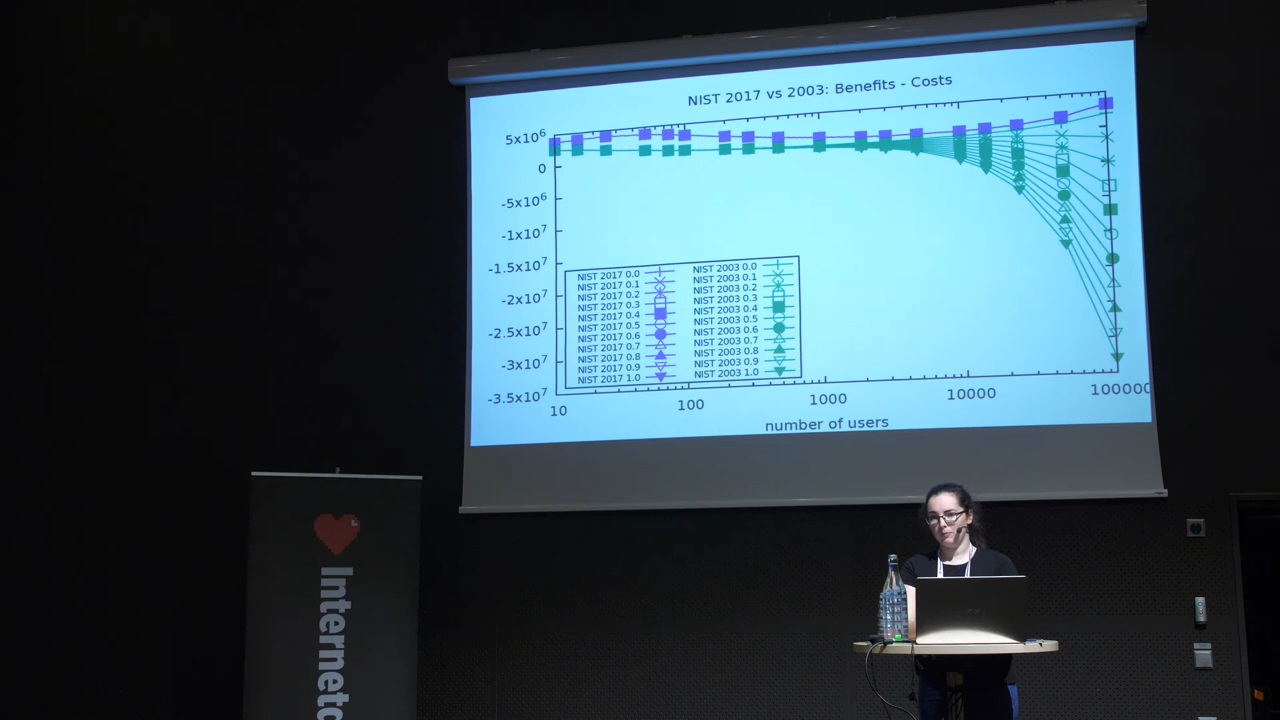 NIST 2017 vs 2003: Benefits - Costs
5x10⁶
0
-5x10⁶
-1x10⁷
-1.5x10⁷
-2x10⁷
-2.5x10⁷
-3x10⁷
-3.5x10⁷
NIST 2017 0.0
NIST 2017 0.1
NIST 2017 0.2
NIST 2017 0.3
NIST 2017 0.4
NIST 2017 0.5
NIST 2017 0.6
NIST 2017 0.7
NIST 2017 0.8
NIST 2017 0.9
NIST 2017 1.0
NIST 2003 0.0
NIST 2003 0.1
NIST 2003 0.2
NIST 2003 0.3
NIST 2003 0.4
NIST 2003 0.5
NIST 2003 0.6
NIST 2003 0.7
NIST 2003 0.8
NIST 2003 0.9
NIST 2003 1.0
10 100 1000 10000 100000
number of users
Internetd